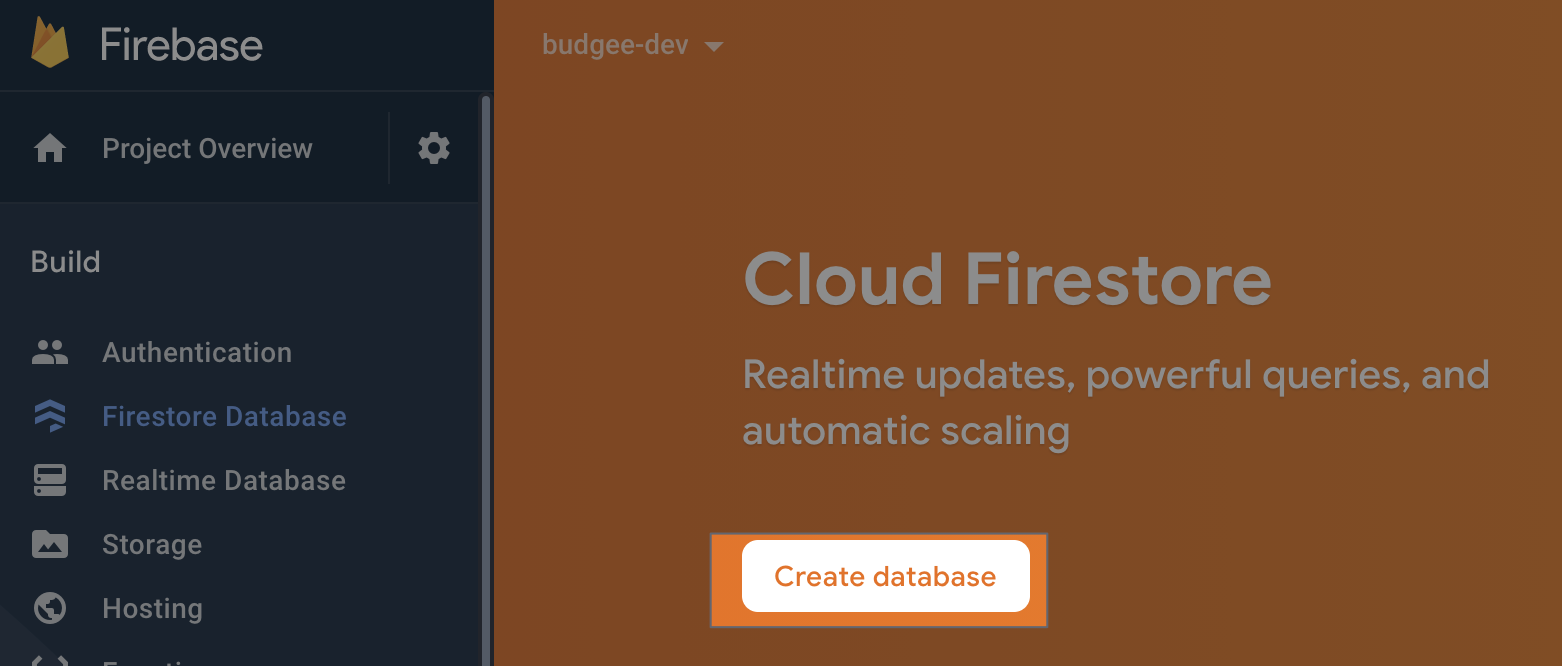 Firebase
Project Overview
Build
Authentication
Firestore Database
Realtime Database
Storage
Hosting
budgee-dev
Cloud Firestore
Realtime updates, powerful queries, and
automatic scaling
Create database